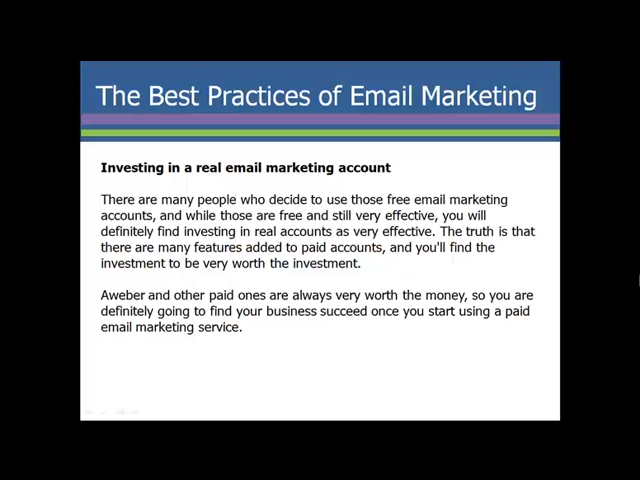 The Best Practices of Email Marketing
Investing in a real email marketing account
There are many people who decide to use those free email marketing
accounts, and while those are free and still very effective, you will
definitely find investing in real accounts as very effective. The truth is that
there are many features added to paid accounts, and you'll find the
investment to be very worth the investment.
Aweber and other paid ones are always very worth the money, so you are
definitely going to find your business succeed once you start using a paid
email marketing service.